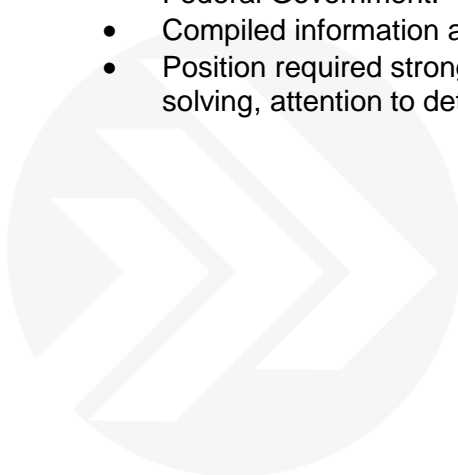 Federal Government.
• Compiled information a
• Position required strong
solving, attention to det